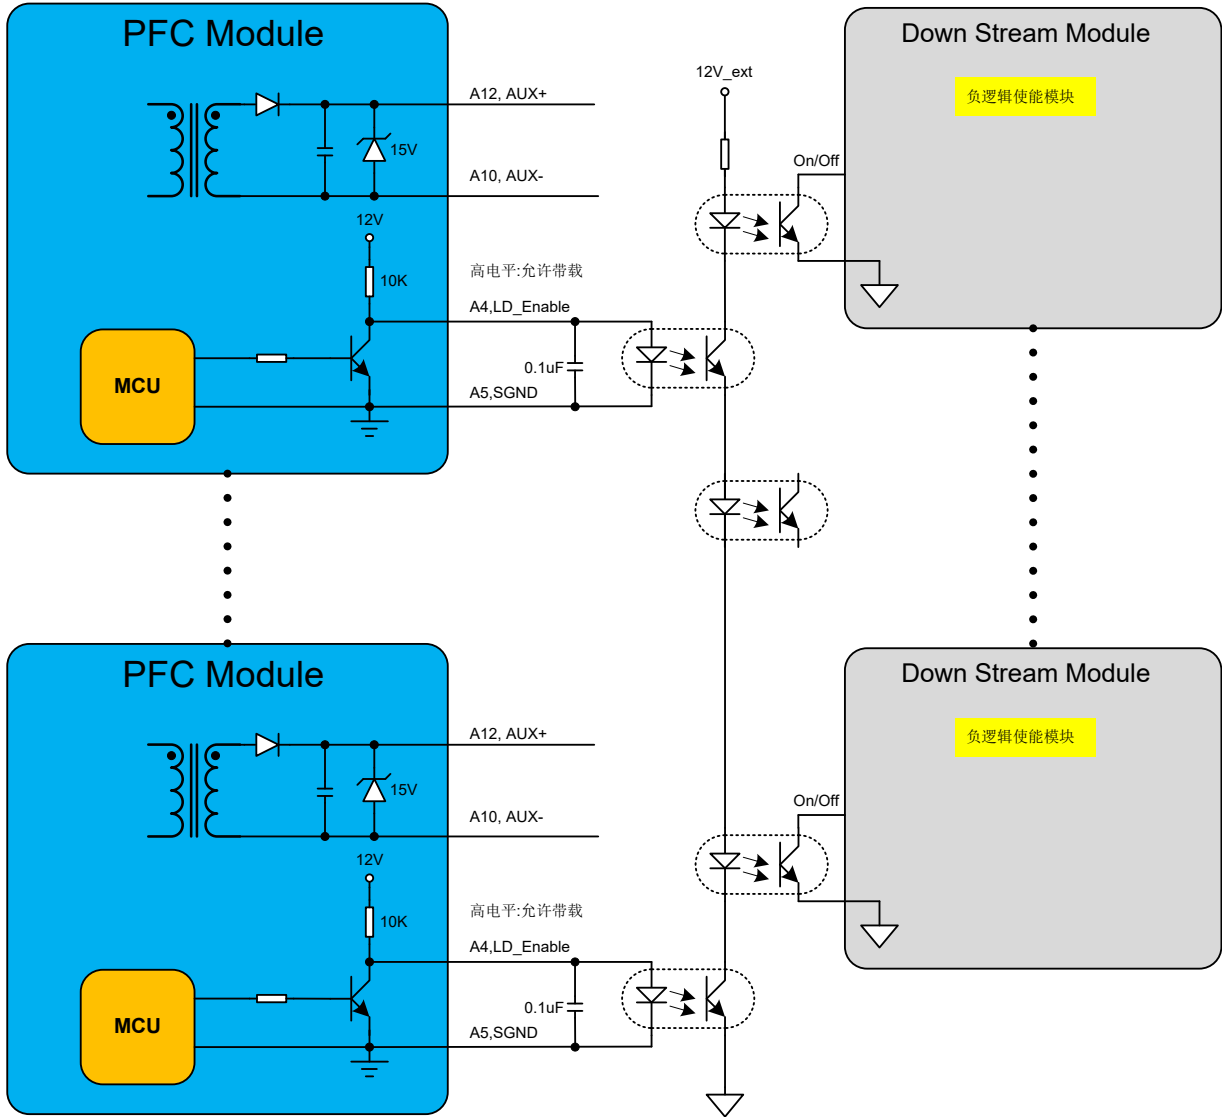 PFC Module
A12, AUX+
15V
A10, AUX-
12V
10K
高电平:允许带载
A4,LD_Enable
MCU
0.1uF
A5,SGND
12V_ext
Down Stream Module
负逻辑使能模块
On/Off
PFC Module
A12, AUX+
15V
A10, AUX-
12V
10K
高电平:允许带载
A4,LD_Enable
MCU
0.1uF
A5,SGND
Down Stream Module
负逻辑使能模块
On/Off